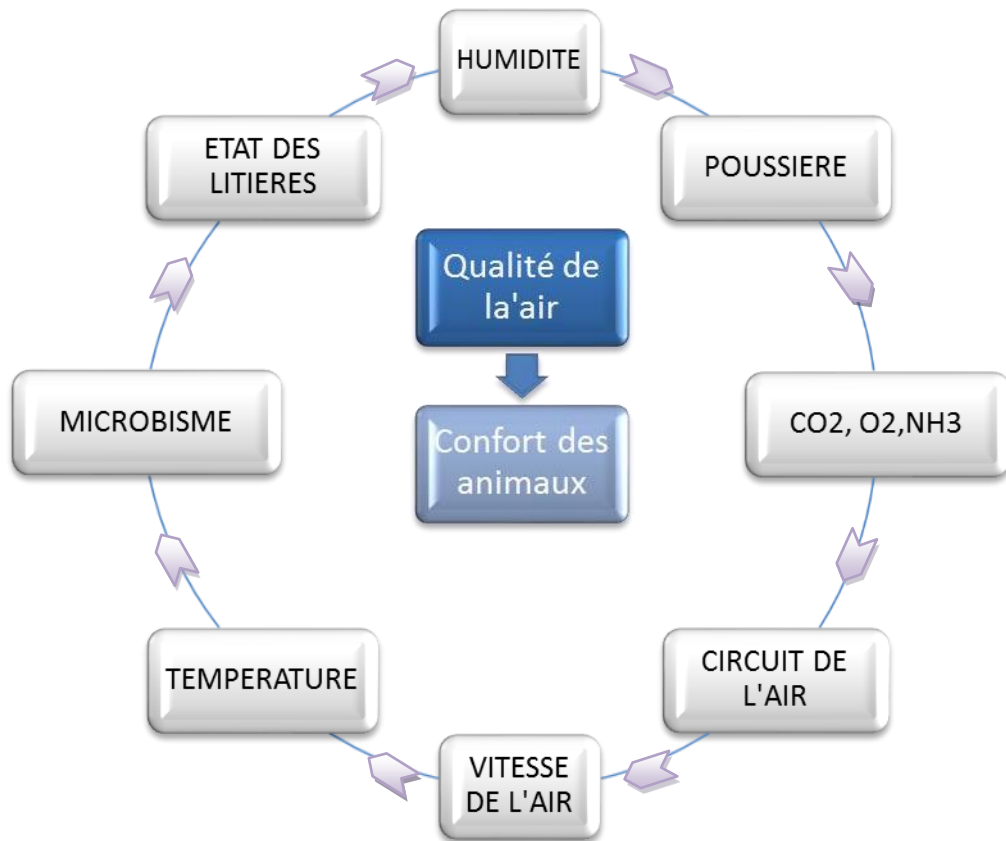 HUMIDITE
POUSSIERE
CO2, O2,NH3
CIRCUIT DE
L'AIR
VITESSE
DE L'AIR
TEMPERATURE
MICROBISME
ETAT DES
LITIERES
Qualité de
la'air
Confort des
animaux